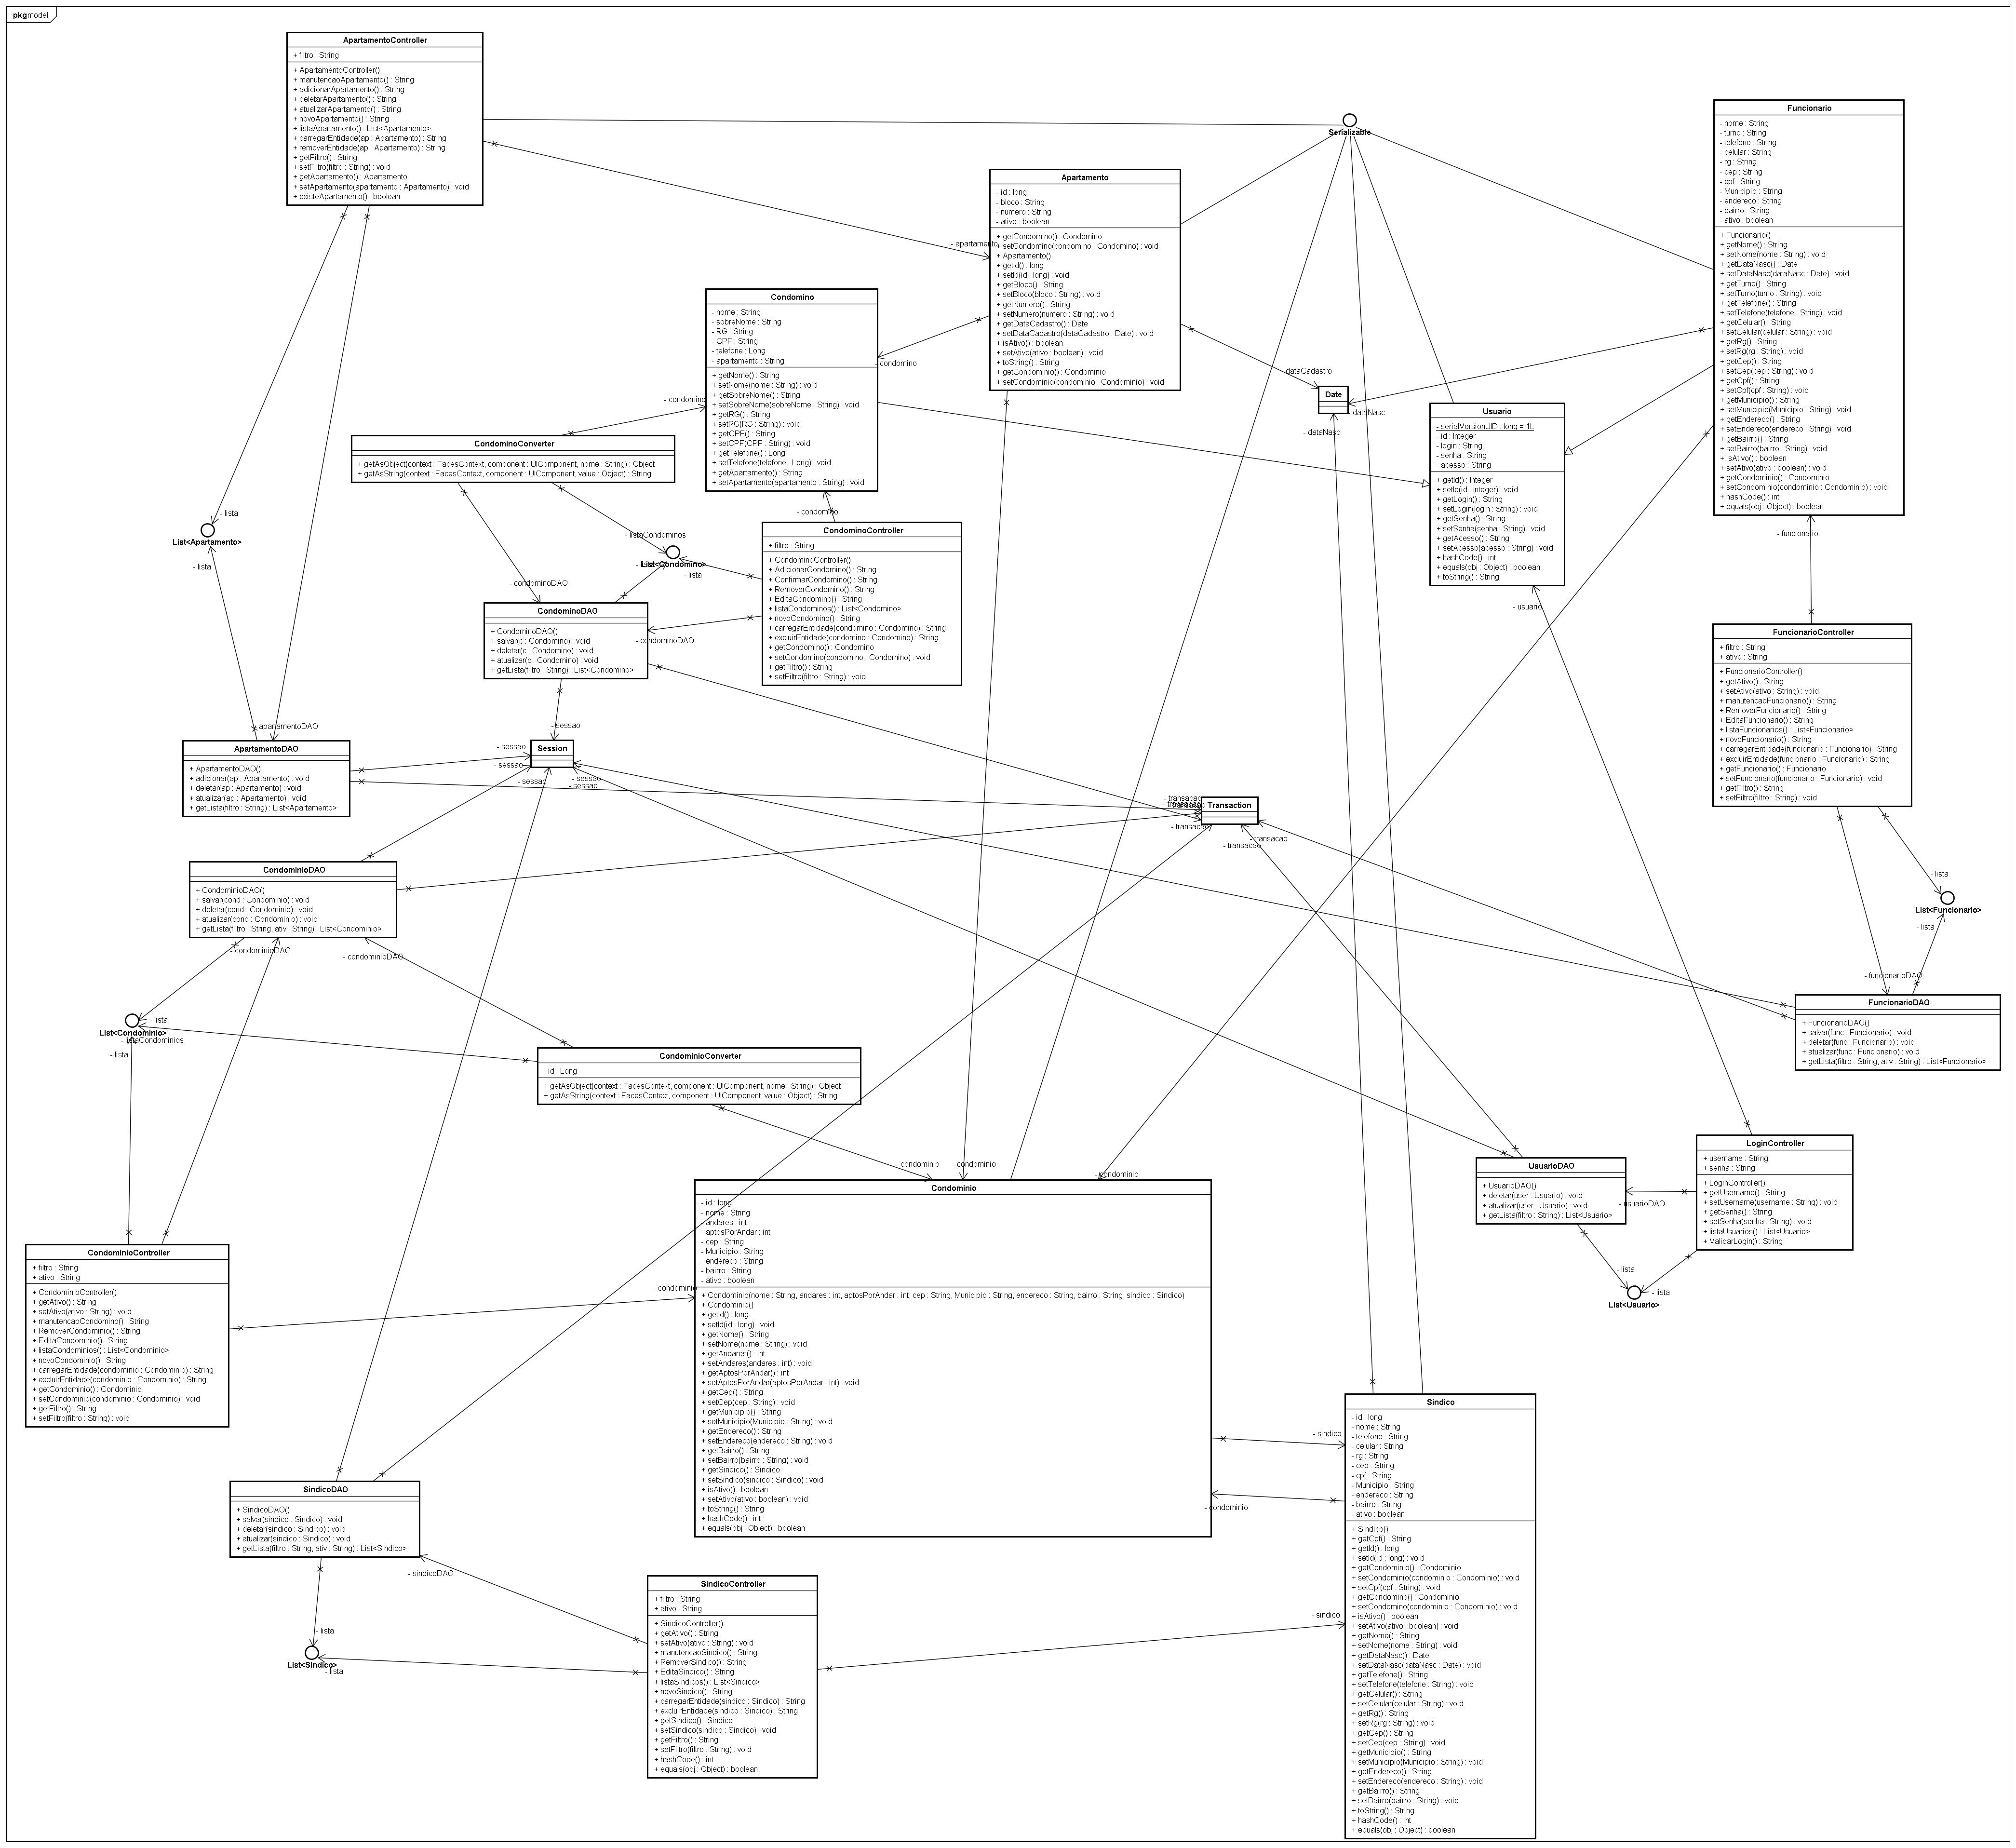 pkg model
ApartamentoController
+ filtro : String
+ ApartamentoController()
+ manutencaoApartamento() : String
+ adicionarApartamento() : String
+ deletarApartamento() : String
+ atualizarApartamento() : String
+ novoApartamento() : String
+ listaApartamento() : List<Apartamento>
+ carregarEntidade(ap : Apartamento) : String
+ removerEntidade(ap : Apartamento) : String
+ getFiltro() : String
+ setFiltro(filtro : String) : void
+ getApartamento() : Apartamento
+ setApartamento(apartamento : Apartamento) : void
+ existeApartamento() : boolean
Serializable
Funcionario
- nome : String
- turno : String
- telefone : String
- celular : String
- rg : String
- cep : String
- cpf : String
- Municipio : String
- endereco : String
- bairro : String
- ativo : boolean
+ Funcionario()
+ getNome() : String
+ setNome(nome : String) : void
+ getDataNasc() : Date
+ setDataNasc(dataNasc : Date) : void
+ getTurno() : String
+ setTurno(turno : String) : void
+ getTelefone() : String
+ setTelefone(telefone : String) : void
+ getCelular() : String
+ setCelular(celular : String) : void
+ getRg() : String
+ setRg(rg : String) : void
+ getCep() : String
+ setCep(cep : String) : void
+ getCpf() : String
+ setCpf(cpf : String) : void
+ getMunicipio() : String
+ setMunicipio(Municipio : String) : void
+ getEndereco() : String
+ setEndereco(endereco : String) : void
+ getBairro() : String
+ setBairro(bairro : String) : void
+ isAtivo() : boolean
+ setAtivo(ativo : boolean) : void
+ getCondominio() : Condominio
+ setCondominio(condominio : Condominio) : void
+ hashCode() : int
+ equals(obj : Object) : boolean
Apartamento
- id : long
- bloco : String
- numero : String
- ativo : boolean
+ getCondomino() : Condomino
+ setCondomino(condomino : Condomino) : void
+ Apartamento()
+ getId() : long
+ setId(id : long) : void
+ getBloco() : String
+ setBloco(bloco : String) : void
+ getNumero() : String
+ setNumero(numero : String) : void
+ getDataCadastro() : Date
+ setDataCadastro(dataCadastro : Date) : void
+ isAtivo() : boolean
+ setAtivo(ativo : boolean) : void
+ toString() : String
+ getCondominio() : Condominio
+ setCondominio(condominio : Condominio) : void
- apartamento
Condomino
- nome : String
- sobreNome : String
- RG : String
- CPF : String
- telefone : Long
- apartamento : String
+ getNome() : String
+ setNome(nome : String) : void
+ getSobreNome() : String
+ setSobreNome(sobreNome : String) : void
+ getRG() : String
+ setRG(RG : String) : void
+ getCPF() : String
+ setCPF(CPF : String) : void
+ getTelefone() : Long
+ setTelefone(telefone : Long) : void
+ getApartamento() : String
+ setApartamento(apartamento : String) : void
- condomino
- condomino
- dataCadastro
Date
- dataNasc
- dataNasc
Usuario
- serialVersionUID : long = 1L
- id : Integer
- login : String
- senha : String
- acesso : String
+ getId() : Integer
+ setId(id : Integer) : void
+ getLogin() : String
+ setLogin(login : String) : void
+ getSenha() : String
+ setSenha(senha : String) : void
+ getAcesso() : String
+ setAcesso(acesso : String) : void
+ hashCode() : int
+ equals(obj : Object) : boolean
+ toString() : String
CondominoConverter
+ getAsObject(context : FacesContext, component : UIComponent, nome : String) : Object
+ getAsString(context : FacesContext, component : UIComponent, value : Object) : String
- condomino
- lista
List<Apartamento>
- lista
- listaCondominos
List<Condomino>
- lista
- condominoDAO
CondominoController
+ filtro : String
+ CondominoController()
+ AdicionarCondomino() : String
+ ConfirmarCondomino() : String
+ RemoverCondomino() : String
+ EditaCondomino() : String
+ listaCondominos() : List<Condomino>
+ novoCondomino() : String
+ carregarEntidade(condomino : Condomino) : String
+ excluirEntidade(condomino : Condomino) : String
+ getCondomino() : Condomino
+ setCondomino(condomino : Condomino) : void
+ getFiltro() : String
+ setFiltro(filtro : String) : void
CondominoDAO
+ CondominoDAO()
+ salvar(c : Condomino) : void
+ deletar(c : Condomino) : void
+ atualizar(c : Condomino) : void
+ getLista(filtro : String) : List<Condomino>
- condominoDAO
- funcionario
- usuario
FuncionarioController
+ filtro : String
+ ativo : String
+ FuncionarioController()
+ getAtivo() : String
+ setAtivo(ativo : String) : void
+ manutencaoFuncionario() : String
+ RemoverFuncionario() : String
+ EditaFuncionario() : String
+ listaFuncionarios() : List<Funcionario>
+ novoFuncionario() : String
+ carregarEntidade(funcionario : Funcionario) : String
+ excluirEntidade(funcionario : Funcionario) : String
+ getFuncionario() : Funcionario
+ setFuncionario(funcionario : Funcionario) : void
+ getFiltro() : String
+ setFiltro(filtro : String) : void
- apartamentoDAO
ApartamentoDAO
+ ApartamentoDAO()
+ adicionar(ap : Apartamento) : void
+ deletar(ap : Apartamento) : void
+ atualizar(ap : Apartamento) : void
+ getLista(filtro : String) : List<Apartamento>
- sessao
- sessao
Session
- sessao
- sessao
- sessao
- sessao
- transacao
- transacao
Transaction
- transacao
- transacao
- transacao
CondominioDAO
+ CondominioDAO()
+ salvar(cond : Condominio) : void
+ deletar(cond : Condominio) : void
+ atualizar(cond : Condominio) : void
+ getLista(filtro : String, ativ : String) : List<Condominio>
- condominioDAO
- condominioDAO
- lista
List<Funcionario>
- lista
- funcionarioDAO
FuncionarioDAO
+ FuncionarioDAO()
+ salvar(func : Funcionario) : void
+ deletar(func : Funcionario) : void
+ atualizar(func : Funcionario) : void
+ getLista(filtro : String, ativ : String) : List<Funcionario>
- lista
List<Condominio>
- listaCondominios
- lista
CondominioConverter
- id : Long
+ getAsObject(context : FacesContext, component : UIComponent, nome : String) : Object
+ getAsString(context : FacesContext, component : UIComponent, value : Object) : String
- condominio
- condominio
- condominio
LoginController
+ username : String
+ senha : String
+ LoginController()
+ getUsername() : String
+ setUsername(username : String) : void
+ getSenha() : String
+ setSenha(senha : String) : void
+ listaUsuarios() : List<Usuario>
+ ValidarLogin() : String
UsuarioDAO
+ UsuarioDAO()
+ deletar(user : Usuario) : void
+ atualizar(user : Usuario) : void
+ getLista(filtro : String) : List<Usuario>
- usuarioDAO
- lista
List<Usuario>
- lista
Condominio
- id : long
- nome : String
- andares : int
- aptosPorAndar : int
- cep : String
- Municipio : String
- endereco : String
- bairro : String
- ativo : boolean
+ Condominio(nome : String, andares : int, aptosPorAndar : int, cep : String, Municipio : String, endereco : String, bairro : String, sindico : Sindico)
+ Condominio()
+ getId() : long
+ setId(id : long) : void
+ getNome() : String
+ setNome(nome : String) : void
+ getAndares() : int
+ setAndares(andares : int) : void
+ getAptosPorAndar() : int
+ setAptosPorAndar(aptosPorAndar : int) : void
+ getCep() : String
+ setCep(cep : String) : void
+ getMunicipio() : String
+ setMunicipio(Municipio : String) : void
+ getEndereco() : String
+ setEndereco(endereco : String) : void
+ getBairro() : String
+ setBairro(bairro : String) : void
+ getSindico() : Sindico
+ setSindico(sindico : Sindico) : void
+ isAtivo() : boolean
+ setAtivo(ativo : boolean) : void
+ toString() : String
+ hashCode() : int
+ equals(obj : Object) : boolean
CondominioController
+ filtro : String
+ ativo : String
+ CondominioController()
+ getAtivo() : String
+ setAtivo(ativo : String) : void
+ manutencaoCondomino() : String
+ RemoverCondominio() : String
+ EditaCondominio() : String
+ listaCondominios() : List<Condominio>
+ novoCondominio() : String
+ carregarEntidade(condominio : Condominio) : String
+ excluirEntidade(condominio : Condominio) : String
+ getCondominio() : Condominio
+ setCondominio(condominio : Condominio) : void
+ getFiltro() : String
+ setFiltro(filtro : String) : void
- condominio
- sindico
- condominio
- sindico
Sindico
- id : long
- nome : String
- telefone : String
- celular : String
- rg : String
- cep : String
- cpf : String
- Municipio : String
- endereco : String
- bairro : String
- ativo : boolean
+ Sindico()
+ getCpf() : String
+ getId() : long
+ setId(id : long) : void
+ getCondominio() : Condominio
+ setCondominio(condominio : Condominio) : void
+ setCpf(cpf : String) : void
+ getCondomino() : Condominio
+ setCondomino(condominio : Condominio) : void
+ isAtivo() : boolean
+ setAtivo(ativo : boolean) : void
+ getNome() : String
+ setNome(nome : String) : void
+ getDataNasc() : Date
+ setDataNasc(dataNasc : Date) : void
+ getTelefone() : String
+ setTelefone(telefone : String) : void
+ getCelular() : String
+ setCelular(celular : String) : void
+ getRg() : String
+ setRg(rg : String) : void
+ getCep() : String
+ setCep(cep : String) : void
+ getMunicipio() : String
+ setMunicipio(Municipio : String) : void
+ getEndereco() : String
+ setEndereco(endereco : String) : void
+ getBairro() : String
+ setBairro(bairro : String) : void
+ toString() : String
+ hashCode() : int
+ equals(obj : Object) : boolean
SindicoDAO
+ SindicoDAO()
+ salvar(sindico : Sindico) : void
+ deletar(sindico : Sindico) : void
+ atualizar(sindico : Sindico) : void
+ getLista(filtro : String, ativ : String) : List<Sindico>
- sindicoDAO
- lista
List<Sindico>
- lista
SindicoController
+ filtro : String
+ ativo : String
+ SindicoController()
+ getAtivo() : String
+ setAtivo(ativo : String) : void
+ manutencaoSindico() : String
+ RemoverSindico() : String
+ EditaSindico() : String
+ listaSindicos() : List<Sindico>
+ novoSindico() : String
+ carregarEntidade(sindico : Sindico) : String
+ excluirEntidade(sindico : Sindico) : String
+ getSindico() : Sindico
+ setSindico(sindico : Sindico) : void
+ getFiltro() : String
+ setFiltro(filtro : String) : void
+ hashCode() : int
+ equals(obj : Object) : boolean